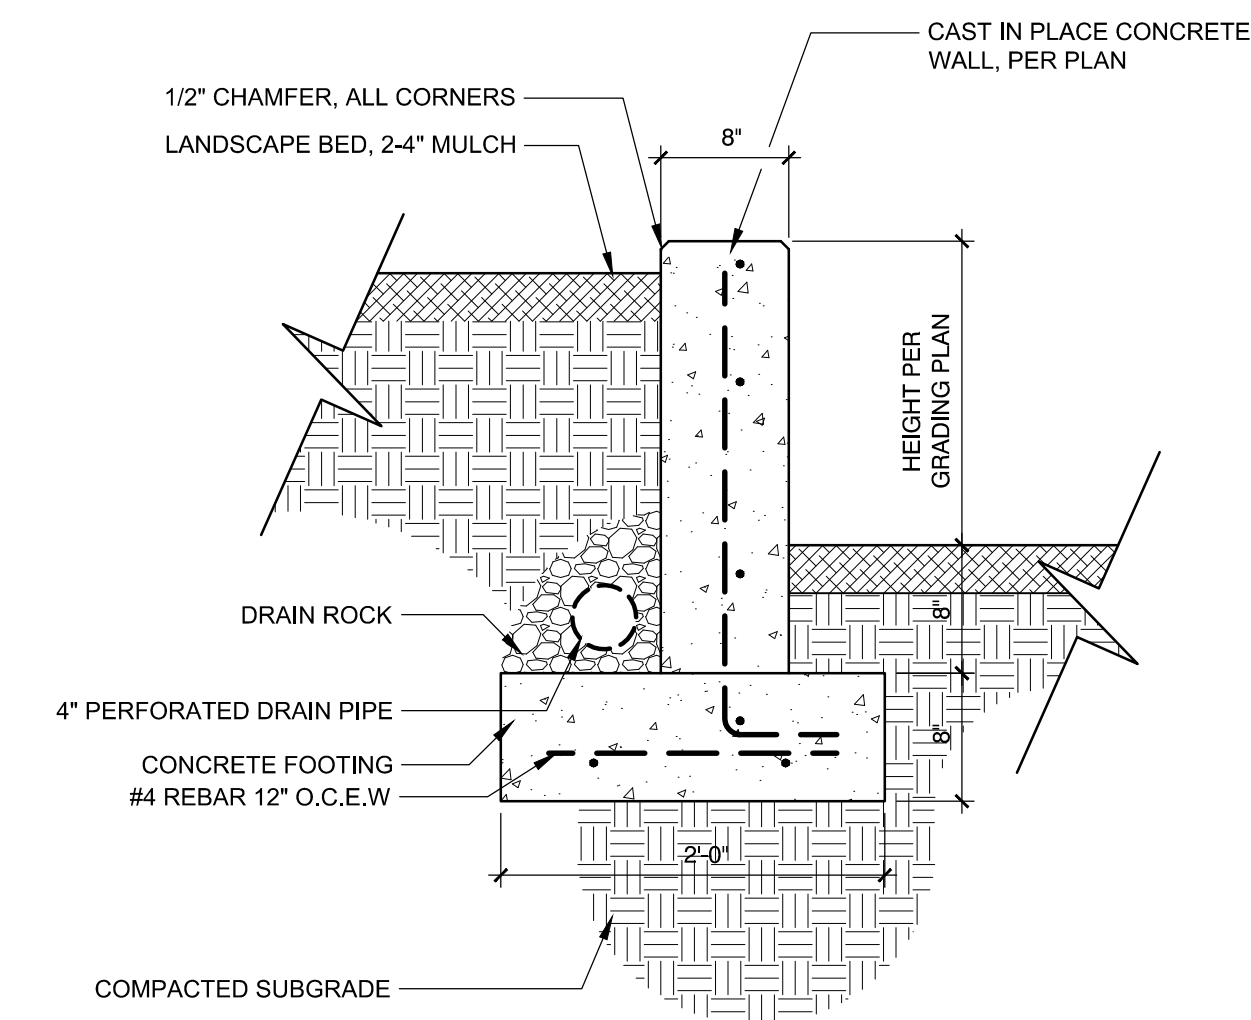 CAST IN PLACE CONCRETE
WALL, PER PLAN
1/2" CHAMFER, ALL CORNERS
LANDSCAPE BED, 2-4" MULCH
8"
HEIGHT PER
GRADING PLAN
8"
DRAIN ROCK
4" PERFORATED DRAIN PIPE
8"
CONCRETE FOOTING
#4 REBAR 12" O.C.E.W
2'-0"
COMPACTED SUBGRADE